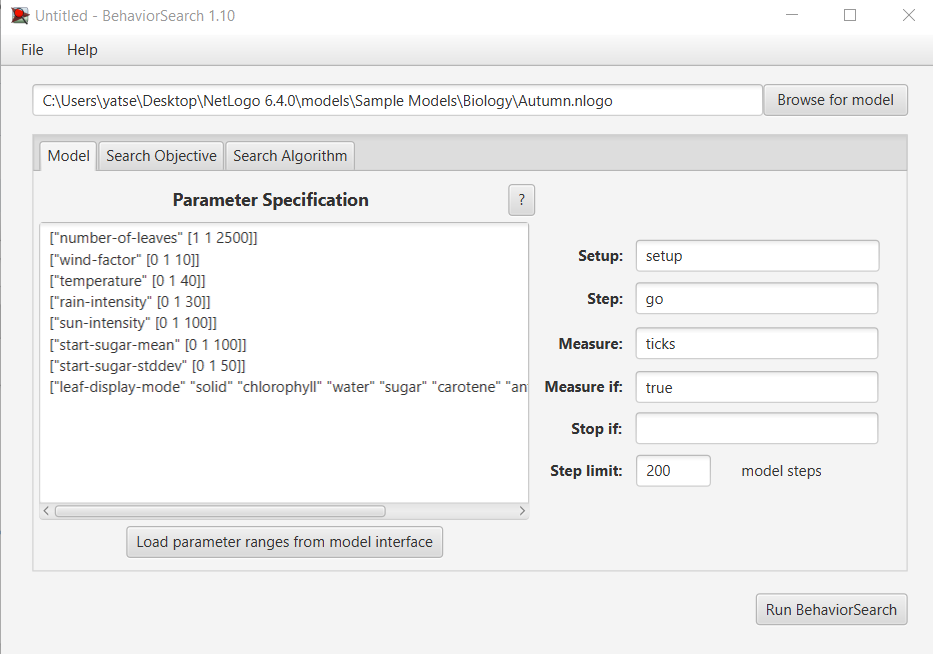 Untitled - BehaviorSearch 1.10
File Help
C:\Users\yatse\Desktop\NetLogo 6.4.0\models\Sample Models\Biology\Autumn.nlogo
Browse for model
Model Search Objective Search Algorithm
Parameter Specification
?
["number-of-leaves" [1 1 2500]]
["wind-factor" [0 1 10]]
["temperature" [0 1 40]]
["rain-intensity" [0 1 30]]
["sun-intensity" [0 1 100]]
["start-sugar-mean" [0 1 100]]
["start-sugar-stddev" [0 1 50]]
["leaf-display-mode" "solid" "chlorophyll" "water" "sugar" "carotene"
Load parameter ranges from model interface
Setup: setup
Step: go
Measure: ticks
Measure if: true
Stop if:
Step limit: 200 model steps
Run BehaviorSearch